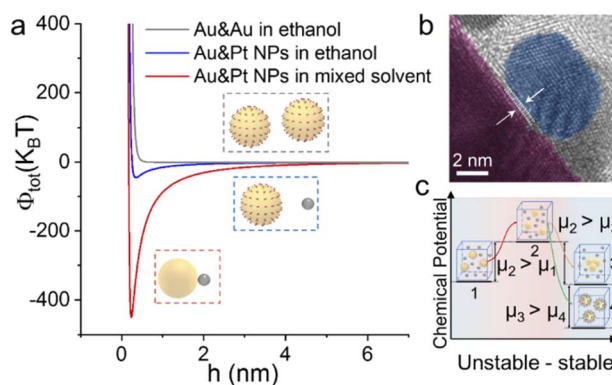 a
Au&Au in ethanol
Au&Pt NPs in ethanol
Au&Pt NPs in mixed solvent
Φtot(KBT)
400
200
0
-200
-400
0
2
4
6
h (nm)
b
2 nm
c
Chemical Potential
1
2
μ₂ > μ₁
μ₂ > μ
μ₃ > μ₄
Unstable - stable